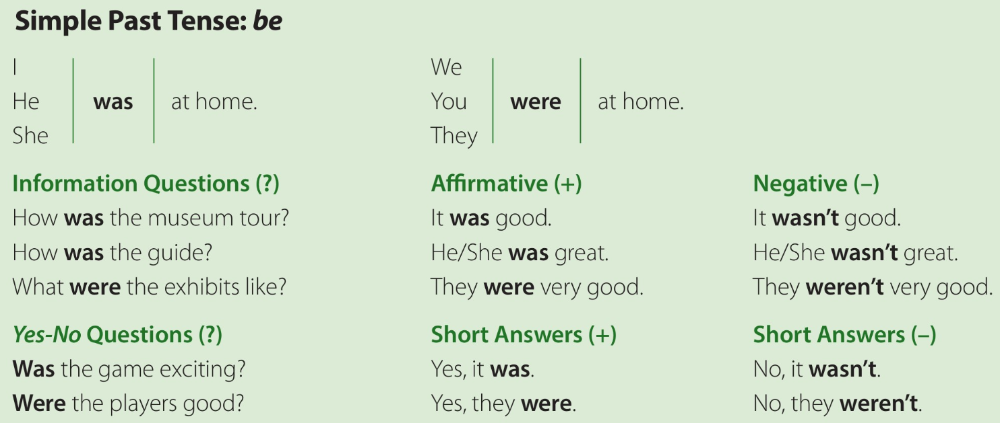 Simple Past Tense: be
I
He
She
was
at home.
We
You
They
were
at home.
Information Questions (?)
How was the museum tour?
How was the guide?
What were the exhibits like?
Affirmative (+)
It was good.
He/She was great.
They were very good.
Negative (–)
It wasn't good.
He/She wasn't great.
They weren't very good.
Yes-No Questions (?)
Was the game exciting?
Were the players good?
Short Answers (+)
Yes, it was.
Yes, they were.
Short Answers (–)
No, it wasn't.
No, they weren't.